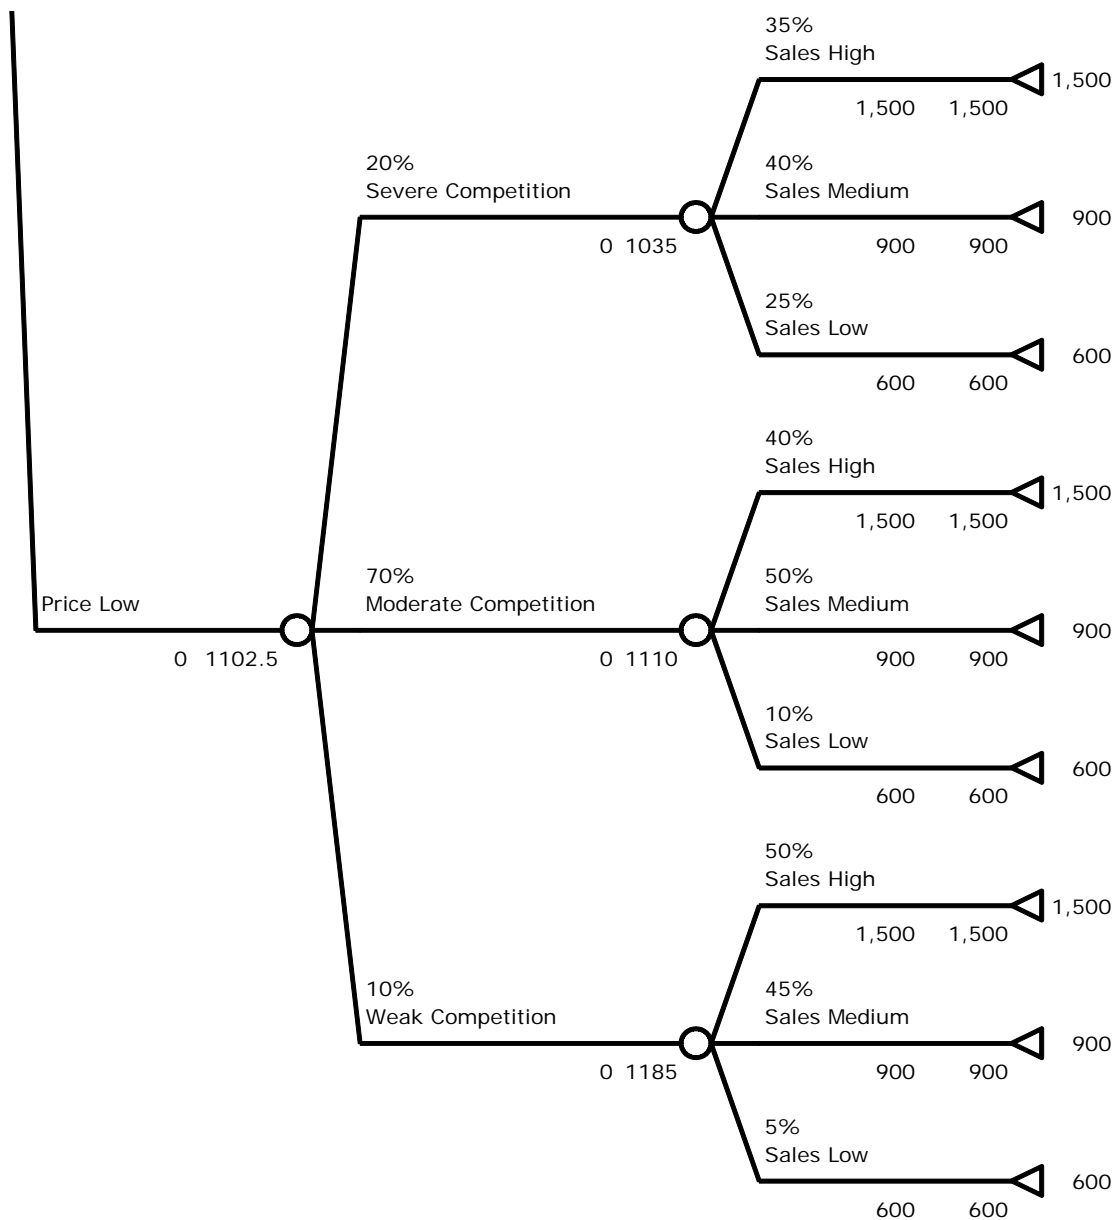 35%
Sales High
1,500
1,500 1,500
20%
Severe Competition
40%
Sales Medium
900
0 1035
900 900
25%
Sales Low
600
600 600
40%
Sales High
1,500
1,500 1,500
Price Low
70%
Moderate Competition
50%
Sales Medium
900
0 1102.5
0 1110
900 900
10%
Sales Low
600
600 600
50%
Sales High
1,500
1,500 1,500
10%
Weak Competition
45%
Sales Medium
900
0 1185
900 900
5%
Sales Low
600
600 600